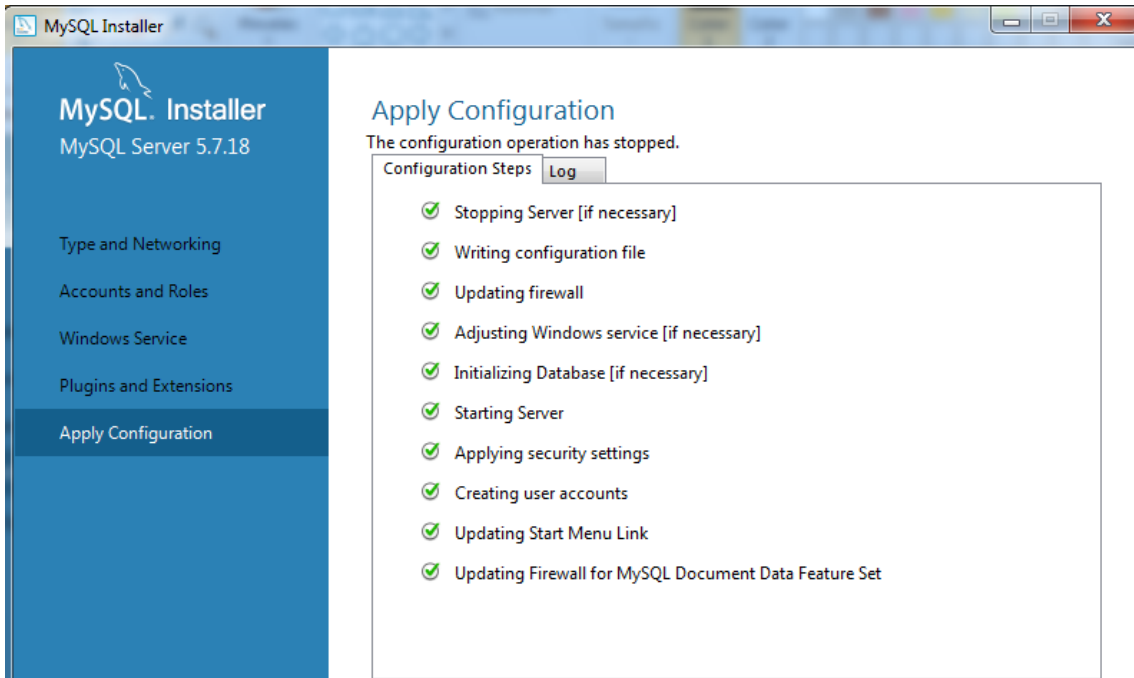 MySQL Installer
MySQL. Installer
MySQL Server 5.7.18
Type and Networking
Accounts and Roles
Windows Service
Plugins and Extensions
Apply Configuration
Apply Configuration
The configuration operation has stopped.
Configuration Steps Log
Stopping Server [if necessary]
Writing configuration file
Updating firewall
Adjusting Windows service [if necessary]
Initializing Database [if necessary]
Starting Server
Applying security settings
Creating user accounts
Updating Start Menu Link
Updating Firewall for MySQL Document Data Feature Set